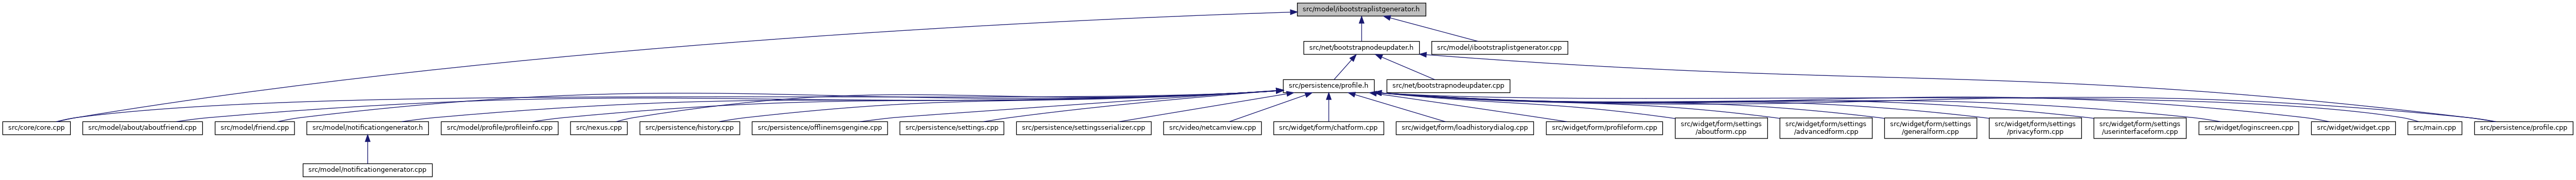 src/model/ibootstraplistgenerator.h
src/net/bootstrapnodeupdater.h
src/model/ibootstraplistgenerator.cpp
src/persistence/profile.h
src/net/bootstrapnodeupdater.cpp
src/core/core.cpp
src/model/about/aboutfriend.cpp
src/model/friend.cpp
src/model/notificationgenerator.h
src/model/profile/profileinfo.cpp
src/nexus.cpp
src/persistence/history.cpp
src/persistence/offlinemsgengine.cpp
src/persistence/settings.cpp
src/persistence/settingsserializer.cpp
src/video/netcamview.cpp
src/widget/form/chatform.cpp
src/widget/form/loadhistorydialog.cpp
src/widget/form/profileform.cpp
src/widget/form/settings
/aboutform.cpp
src/widget/form/settings
/advancedform.cpp
src/widget/form/settings
/generalform.cpp
src/widget/form/settings
/privacyform.cpp
src/widget/form/settings
/userinterfaceform.cpp
src/widget/loginscreen.cpp
src/widget/widget.cpp
src/main.cpp
src/persistence/profile.cpp
src/model/notificationgenerator.cpp